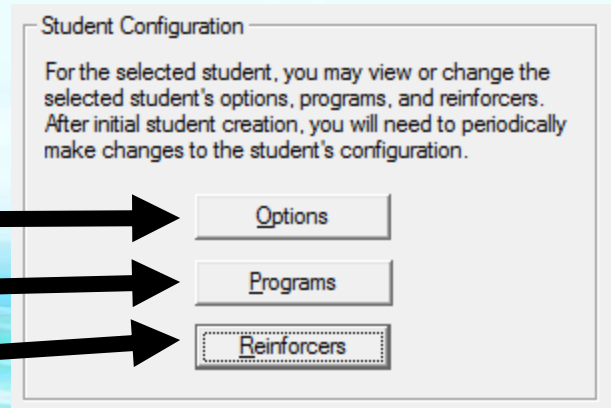 Student Configuration
For the selected student, you may view or change the
selected student's options, programs, and reinforcers.
After initial student creation, you will need to periodically
make changes to the student's configuration.
Options
Programs
Reinforcers